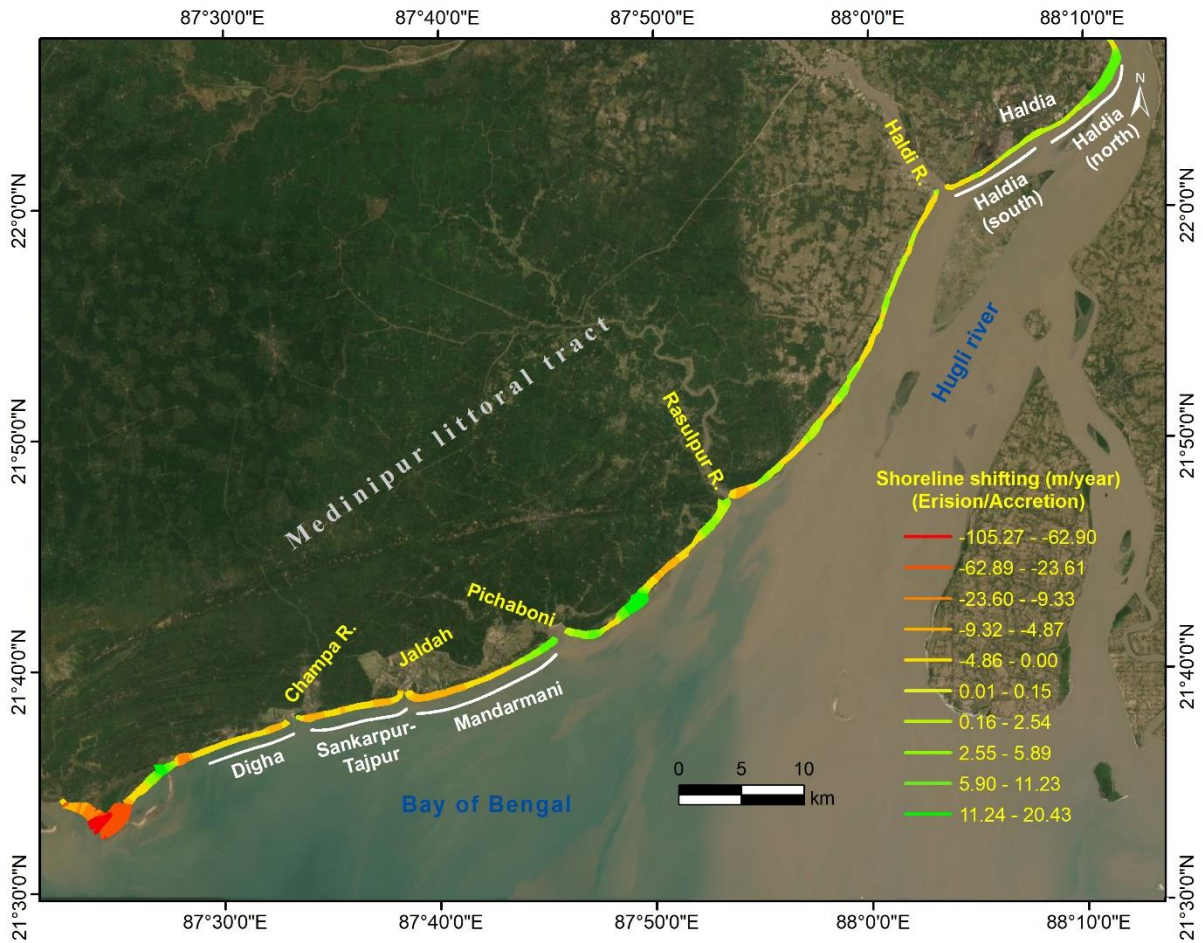 87°30'0"E
87°40'0"E
87°50'0"E
88°0'0"E
88°10'0"E
N
Haldia
Haldia
(north)
Haldi R.
Haldia
(south)
22°0'0"N
22°0'0"N
Medinipur littoral tract
Hugli river
Rasulpur R.
21°50'0"N
21°50'0"N
Shoreline shifting (m/year)
(Erision/Accretion)
-105.27 - -62.90
-62.89 - -23.61
-23.60 - -9.33
-9.32 - -4.87
-4.86 - 0.00
0.01 - 0.15
0.16 - 2.54
2.55 - 5.89
5.90 - 11.23
11.24 - 20.43
Pichaboni
Jaldah
Champa R.
21°40'0"N
21°40'0"N
Mandarmani
Sankarpur-
Tajpur
Digha
0 5 10
km
Bay of Bengal
21°30'0"N
21°30'0"N
87°30'0"E
87°40'0"E
87°50'0"E
88°0'0"E
88°10'0"E